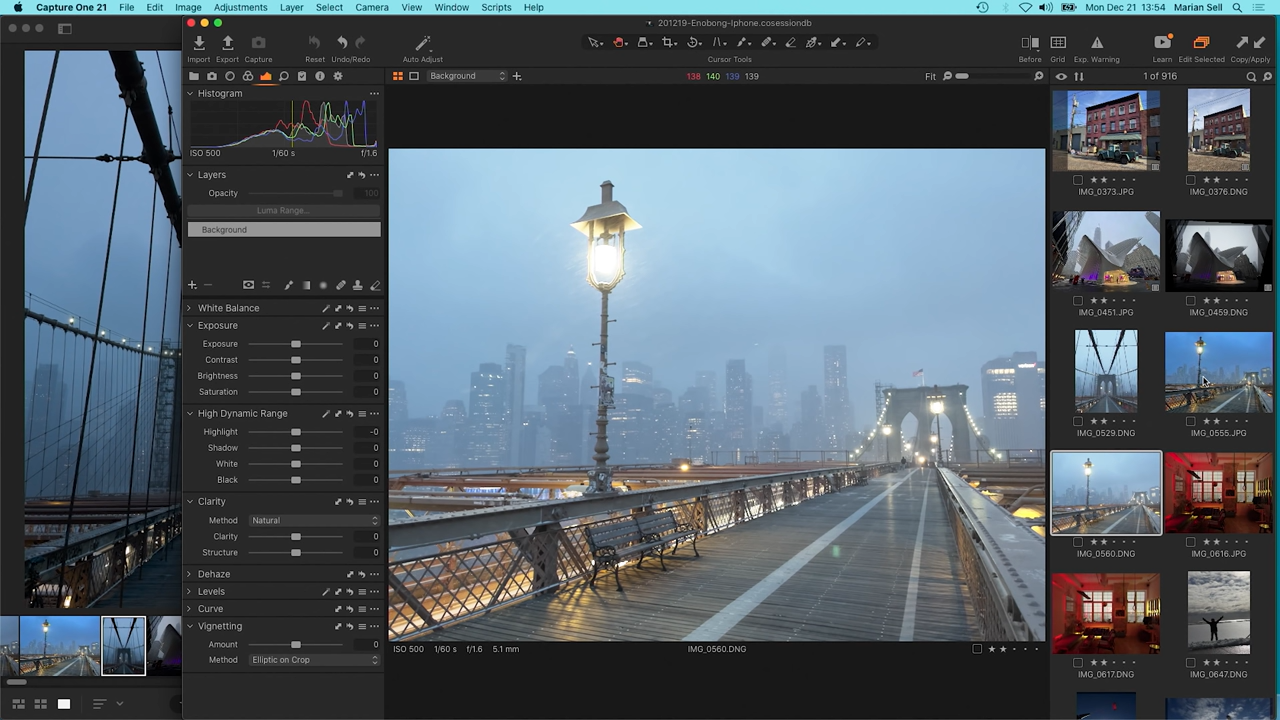 Capture One 21 File Edit Image Adjustments Layer Select Camera View Window Scripts Help Mon Dec 21 13:54 Marian Sell
201219-Enobong-Iphone.cosessiondb
Import Export Capture Reset Undo/Redo Auto Adjust Cursor Tools Before Grid Exp. Warning Learn Edit Selected Copy/Apply
Background 138 140 139 139 Fit 1 of 916
Histogram
ISO 500 1/60 s f/1.6
Layers
Opacity 100
Luma Range...
Background
White Balance
Exposure
Exposure 0
Contrast 0
Brightness 0
Saturation 0
High Dynamic Range
Highlight -0
Shadow 0
White 0
Black 0
Clarity
Method Natural
Clarity 0
Structure 0
Dehaze
Levels
Curve
Vignetting
Amount 0
Method Elliptic on Crop
ISO 500 1/60 s f/1.6 5.1 mm IMG_0560.DNG
IMG_0373.JPG IMG_0376.DNG
IMG_0451.JPG IMG_0459.DNG
IMG_0529.DNG IMG_0555.JPG
IMG_0560.DNG IMG_0616.JPG
IMG_0617.JPG IMG_0647.DNG